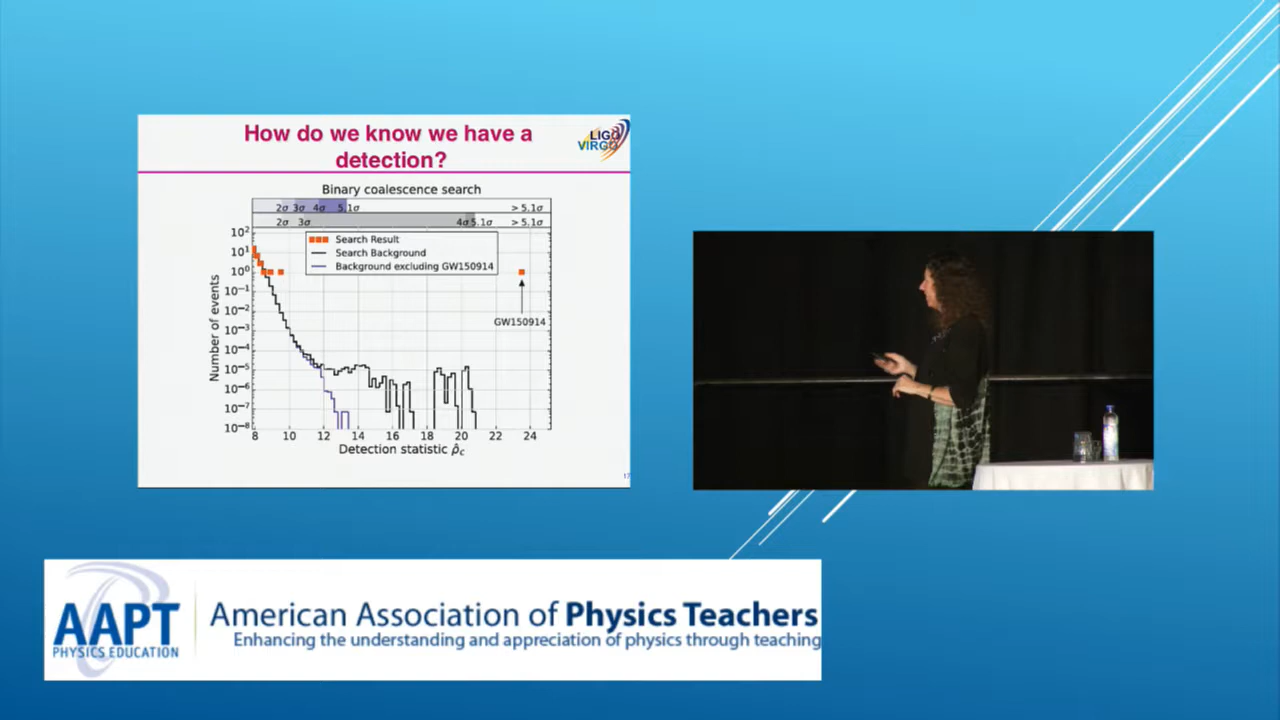 How do we know we have a
detection?
LIGO
VIRGO
Binary coalescence search
2σ 3σ 4σ 5.1σ > 5.1σ
2σ 3σ 4σ 5.1σ > 5.1σ
Search Result
Search Background
Background excluding GW150914
10²
10¹
10⁰
10⁻¹
10⁻²
10⁻³
10⁻⁴
10⁻⁵
10⁻⁶
10⁻⁷
10⁻⁸
Number of events
GW150914
8 10 12 14 16 18 20 22 24
Detection statistic ρ̂c
17
AAPT
PHYSICS EDUCATION
American Association of Physics Teachers
Enhancing the understanding and appreciation of physics through teaching